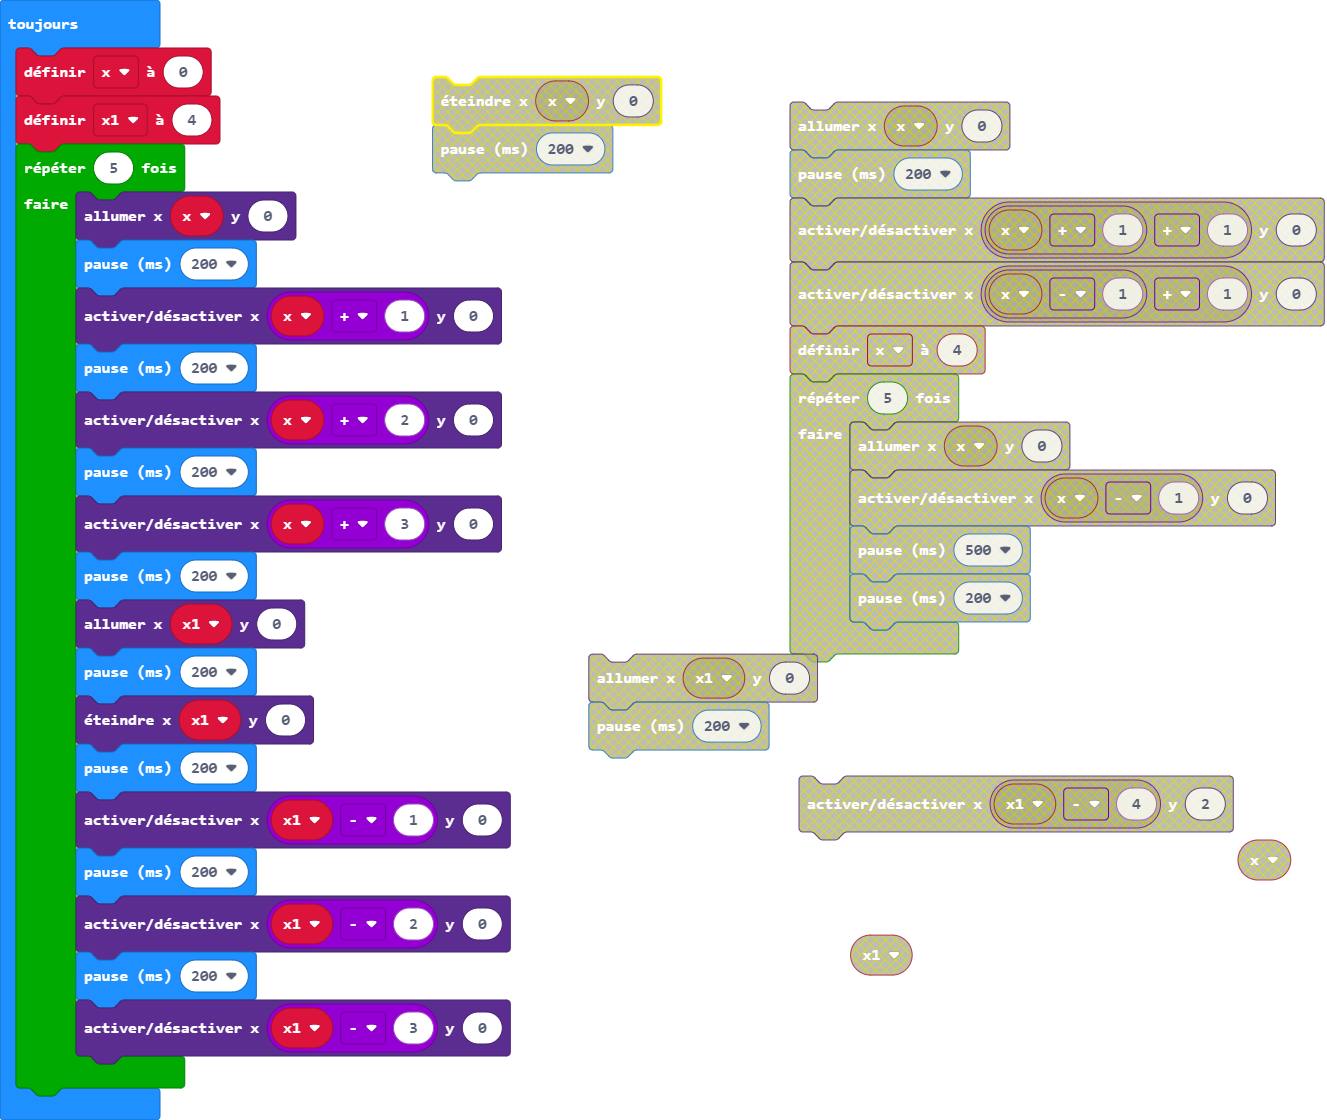 toujours
définir x à 0
définir x1 à 4
répéter 5 fois
faire
allumer x x y 0
pause (ms) 200
activer/désactiver x x + 1 y 0
pause (ms) 200
activer/désactiver x x + 2 y 0
pause (ms) 200
activer/désactiver x x + 3 y 0
pause (ms) 200
allumer x x1 y 0
pause (ms) 200
éteindre x x1 y 0
pause (ms) 200
activer/désactiver x x1 - 1 y 0
pause (ms) 200
activer/désactiver x x1 - 2 y 0
pause (ms) 200
activer/désactiver x x1 - 3 y 0
éteindre x x y 0
pause (ms) 200
allumer x x y 0
pause (ms) 200
activer/désactiver x x + 1 + 1 y 0
activer/désactiver x x - 1 + 1 y 0
définir x à 4
répéter 5 fois
faire
allumer x x y 0
activer/désactiver x x - 1 y 0
pause (ms) 500
pause (ms) 200
allumer x x1 y 0
pause (ms) 200
activer/désactiver x x1 - 4 y 2
x
x1